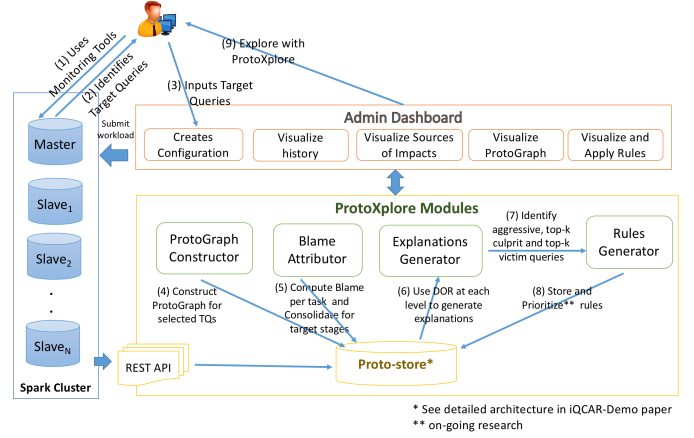 (1) Uses
Monitoring Tools
(2) Identifies
Target Queries
(9) Explore with
ProtoXplore
(3) Inputs Target
Queries
Submit
workload
Admin Dashboard
Creates
Configuration
Visualize
history
Visualize Sources
of Impacts
Visualize
ProtoGraph
Visualize and
Apply Rules
Master
Slave1
Slave2
.
.
SlaveN
Spark Cluster
ProtoXplore Modules
ProtoGraph
Constructor
Blame
Attributor
Explanations
Generator
(7) Identify
aggressive, top-k
culprit and top-k
victim queries
Rules
Generator
(4) Construct
ProtoGraph for
selected TQs
(5) Compute Blame
per task and
Consolidate for
target stages
(6) Use DOR at each
level to generate
explanations
(8) Store and
Prioritize** rules
REST API
Proto-store*
* See detailed architecture in iQCAR-Demo paper
** on-going research